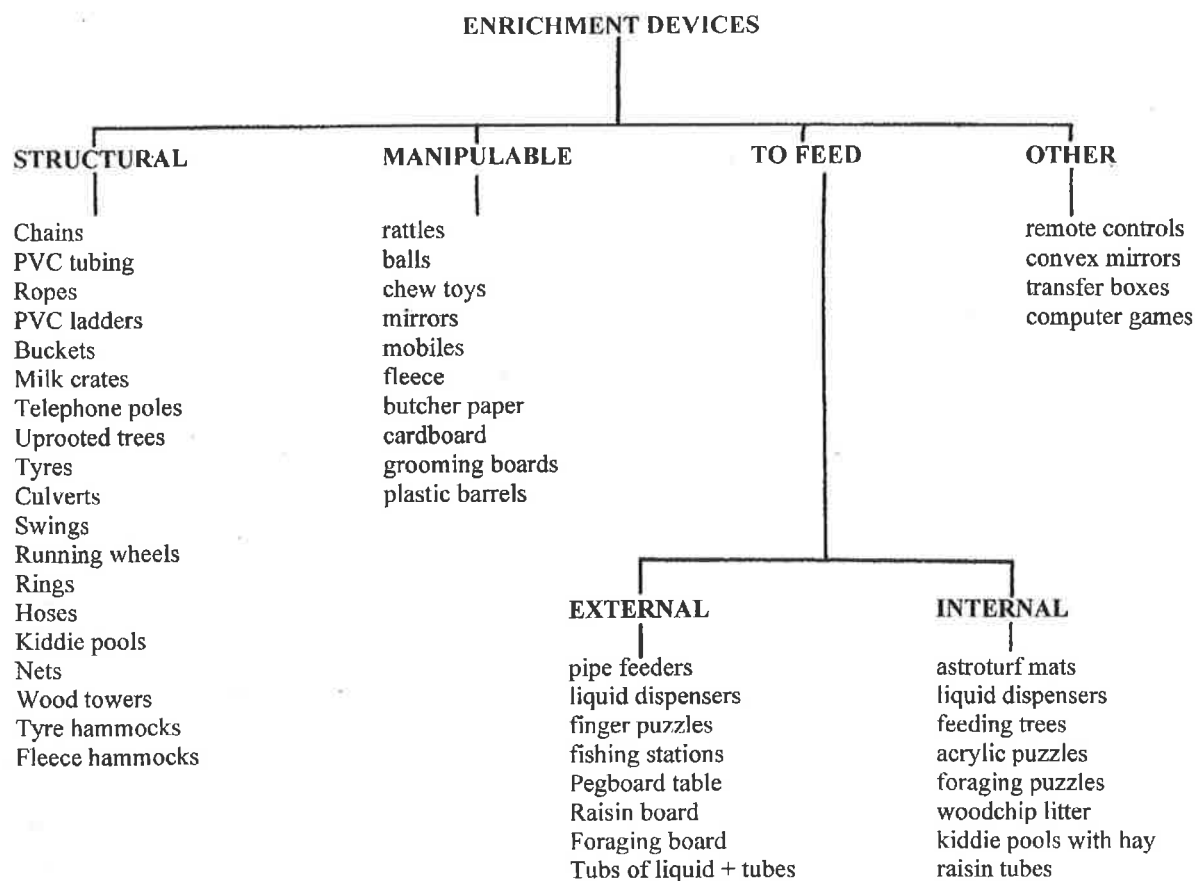 ENRICHMENT DEVICES
STRUCTURAL
Chains
PVC tubing
Ropes
PVC ladders
Buckets
Milk crates
Telephone poles
Uprooted trees
Tyres
Culverts
Swings
Running wheels
Rings
Hoses
Kiddie pools
Nets
Wood towers
Tyre hammocks
Fleece hammocks
MANIPULABLE
rattles
balls
chew toys
mirrors
mobiles
fleece
butcher paper
cardboard
grooming boards
plastic barrels
TO FEED
EXTERNAL
pipe feeders
liquid dispensers
finger puzzles
fishing stations
Pegboard table
Raisin board
Foraging board
Tubs of liquid + tubes
INTERNAL
astroturf mats
liquid dispensers
feeding trees
acrylic puzzles
foraging puzzles
woodchip litter
kiddie pools with hay
raisin tubes
OTHER
remote controls
convex mirrors
transfer boxes
computer games